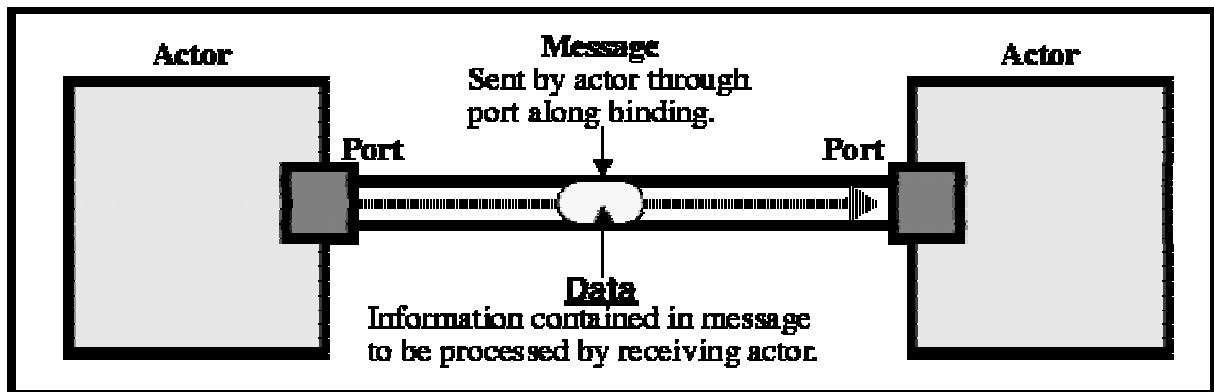 Actor
Message
Sent by actor through
port along binding.
Actor
Port
Port
Data
Information contained in message
to be processed by receiving actor.